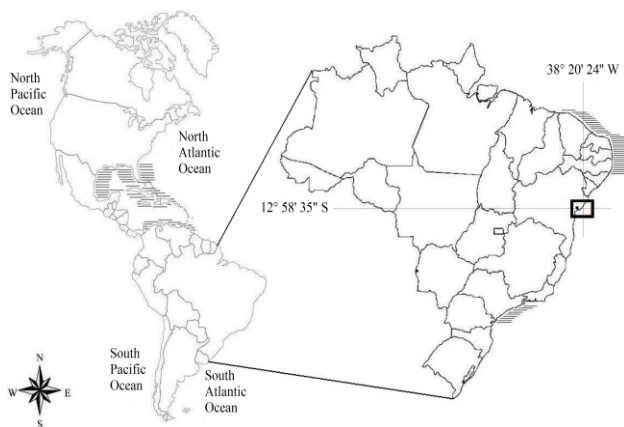 North
Pacific
Ocean
North
Atlantic
Ocean
South
Pacific
Ocean
South
Atlantic
Ocean
N
W
E
S
38° 20' 24" W
12° 58' 35" S